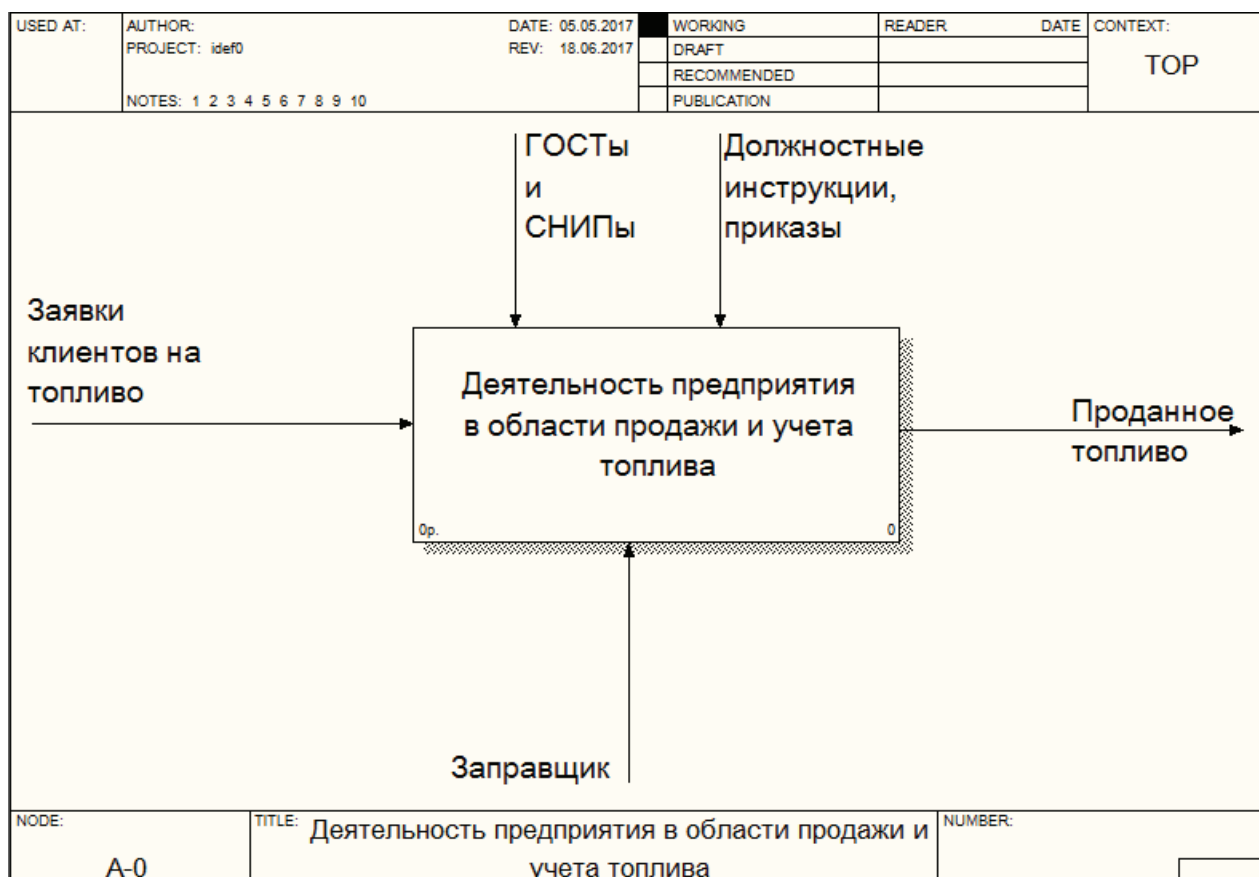 USED AT:
AUTHOR:
DATE: 05.05.2017
WORKING
READER
DATE
CONTEXT:
PROJECT: idef0
REV: 18.06.2017
DRAFT
TOP
RECOMMENDED
NOTES: 1 2 3 4 5 6 7 8 9 10
PUBLICATION
ГОСТы
и
СНИПы
Должностные
инструкции,
приказы
Заявки
клиентов на
топливо
Деятельность предприятия
в области продажи и учета
топлива
0р.
0
Проданное
топливо
Заправщик
NODE:
A-0
TITLE:
Деятельность предприятия в области продажи и
учета топлива
NUMBER: